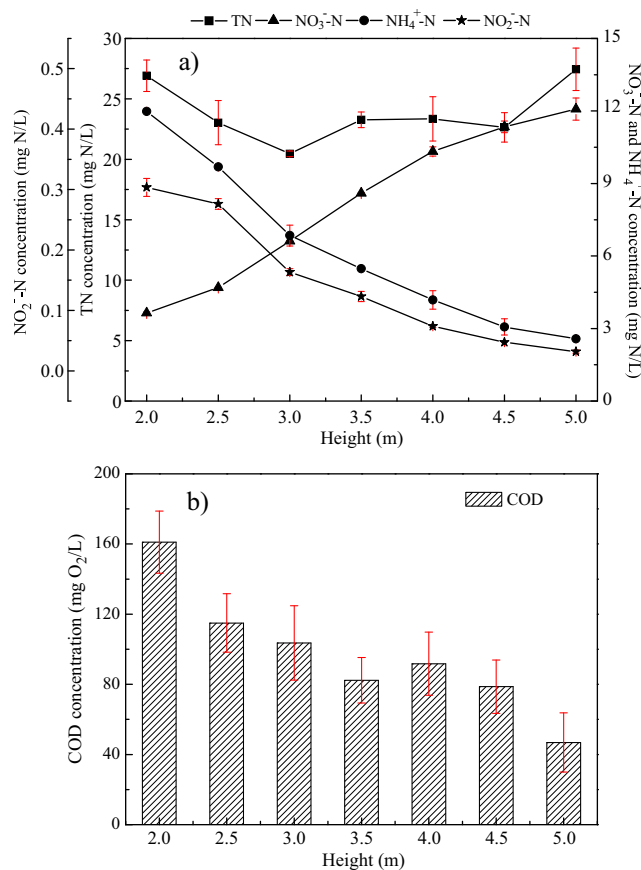 TN NO₃⁻-N NH₄⁺-N NO₂⁻-N
a)
NO₂⁻-N concentration (mg N/L)
0.5
0.4
0.3
0.2
0.1
0.0
TN concentration (mg N/L)
30
25
20
15
10
5
0
15
12
9
6
3
0
NO₃⁻-N and NH₄⁺-N concentration (mg N/L)
2.0 2.5 3.0 3.5 4.0 4.5 5.0
Height (m)
b)
COD
COD concentration (mg O₂/L)
200
160
120
80
40
0
2.0 2.5 3.0 3.5 4.0 4.5 5.0
Height (m)